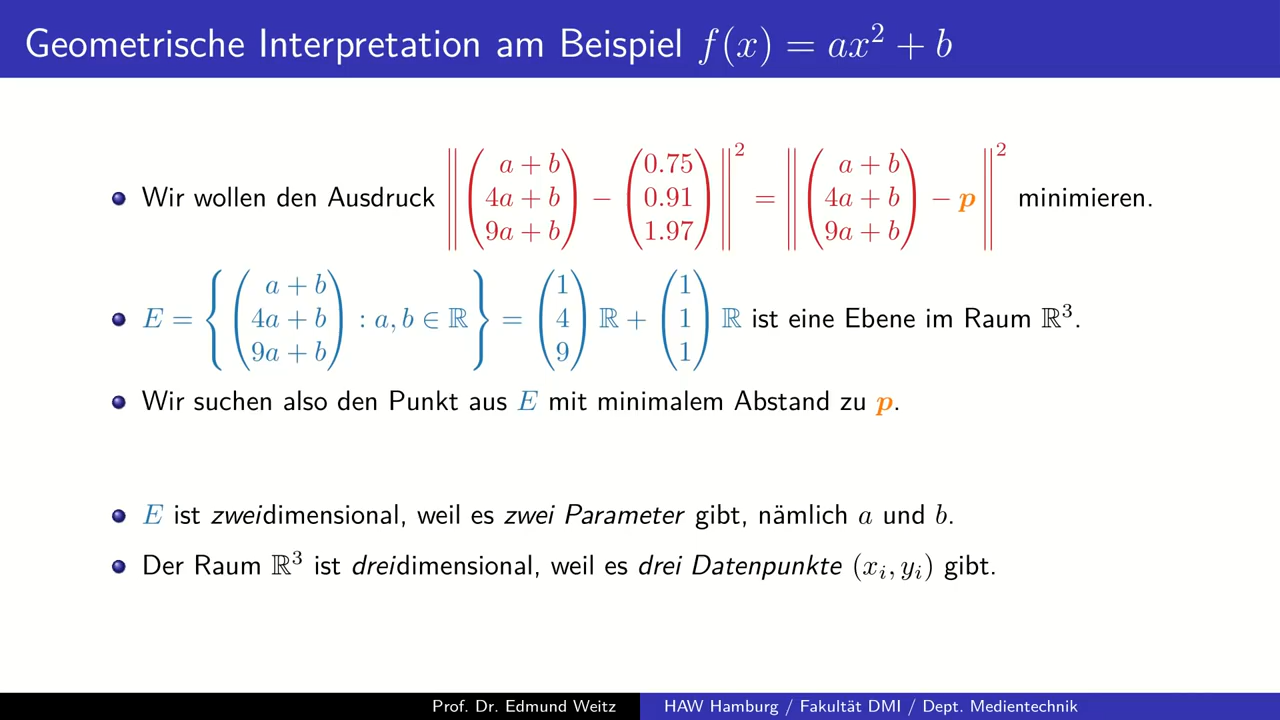 Geometrische Interpretation am Beispiel f(x) = ax² + b
• Wir wollen den Ausdruck ‖(a + b, 4a + b, 9a + b) − (0.75, 0.91, 1.97)‖² = ‖(a + b, 4a + b, 9a + b) − p‖² minimieren.
• E = {(a + b, 4a + b, 9a + b) : a, b ∈ ℝ} = (1, 4, 9) ℝ + (1, 1, 1) ℝ ist eine Ebene im Raum ℝ³.
• Wir suchen also den Punkt aus E mit minimalem Abstand zu p.
• E ist zweidimensional, weil es zwei Parameter gibt, nämlich a und b.
• Der Raum ℝ³ ist dreidimensional, weil es drei Datenpunkte (xᵢ, yᵢ) gibt.
Prof. Dr. Edmund Weitz HAW Hamburg / Fakultät DMI / Dept. Medientechnik